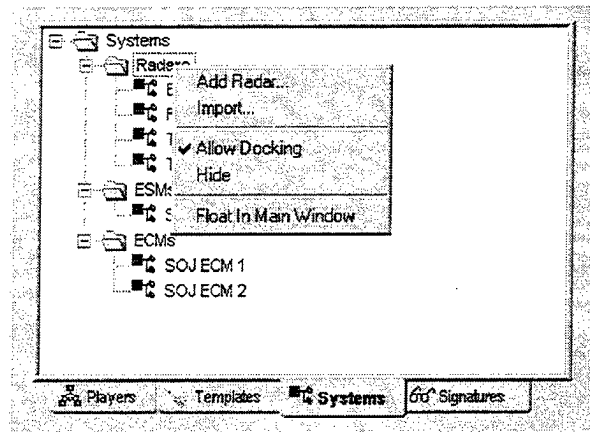 Systems
Radars
Add Radar...
Import...
Allow Docking
Hide
Float In Main Window
ESMs
ECMs
SOJ ECM 1
SOJ ECM 2
Players Templates Systems Signatures